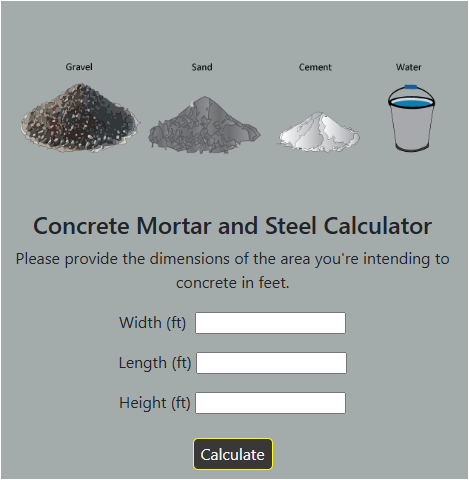 Gravel Sand Cement Water
Concrete Mortar and Steel Calculator
Please provide the dimensions of the area you're intending to
concrete in feet.
Width (ft)
Length (ft)
Height (ft)
Calculate